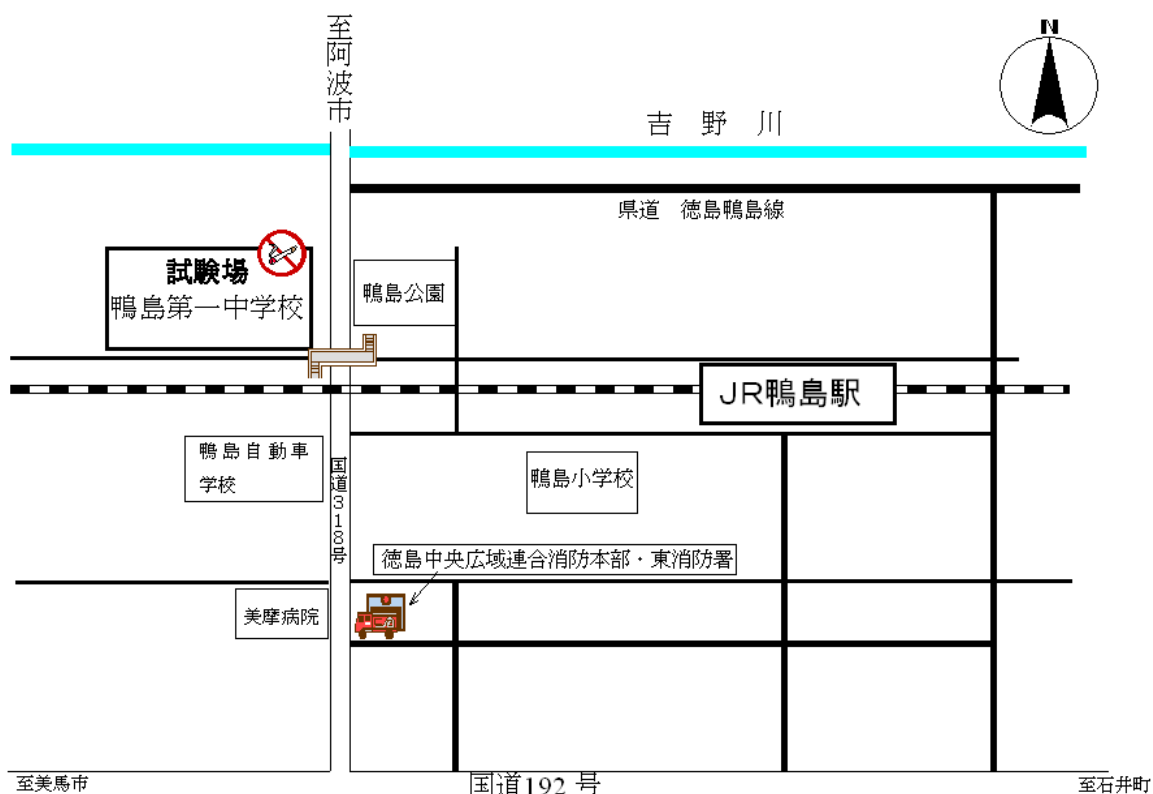 N
至阿波市
吉野川
県道 徳島鴨島線
試験場
鴨島第一中学校
鴨島公園
JR鴨島駅
鴨島自動車
学校
国道318号
鴨島小学校
徳島中央広域連合消防本部・東消防署
美摩病院
至美馬市
国道192号
至石井町